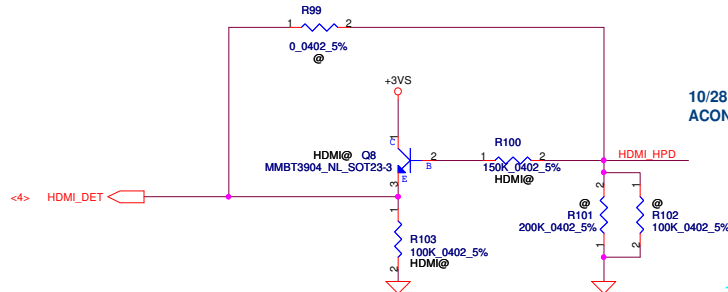 R99
1 2
0_0402_5%
@
+3VS
10/28
ACON
1
C
HDMI@ Q8
MMBT3904_NL_SOT23-3
2
B
E
3
R100
1 2
150K_0402_5%
HDMI@
HDMI_HPD
<4> HDMI_DET
1
R103
100K_0402_5%
HDMI@
2
2
@
R101
200K_0402_5%
1
1
@
R102
100K_0402_5%
2